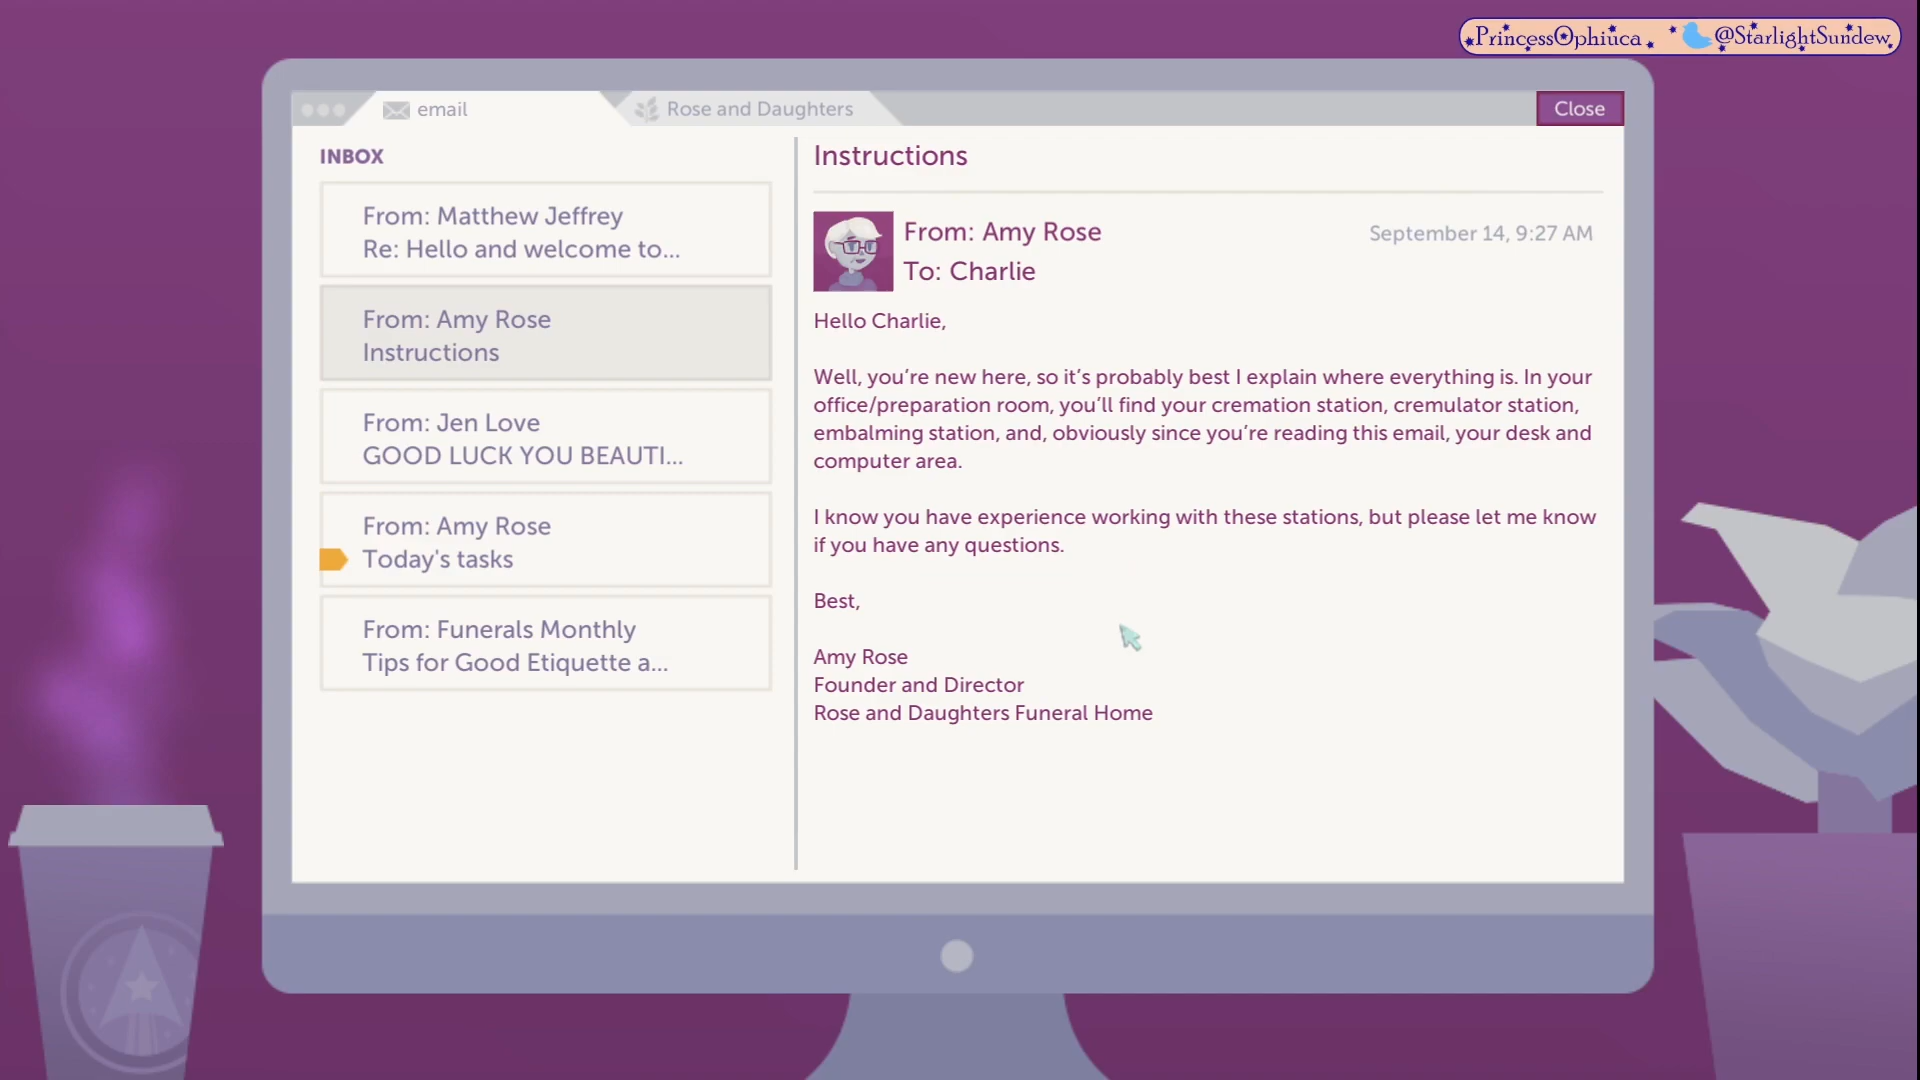 PrincessOphiuca @StarlightSundew
email
Rose and Daughters
Close
INBOX
From: Matthew Jeffrey
Re: Hello and welcome to...
From: Amy Rose
Instructions
From: Jen Love
GOOD LUCK YOU BEAUTI...
From: Amy Rose
Today's tasks
From: Funerals Monthly
Tips for Good Etiquette a...
Instructions
From: Amy Rose
September 14, 9:27 AM
To: Charlie
Hello Charlie,
Well, you're new here, so it's probably best I explain where everything is. In your
office/preparation room, you'll find your cremation station, cremulator station,
embalming station, and, obviously since you're reading this email, your desk and
computer area.
I know you have experience working with these stations, but please let me know
if you have any questions.
Best,
Amy Rose
Founder and Director
Rose and Daughters Funeral Home